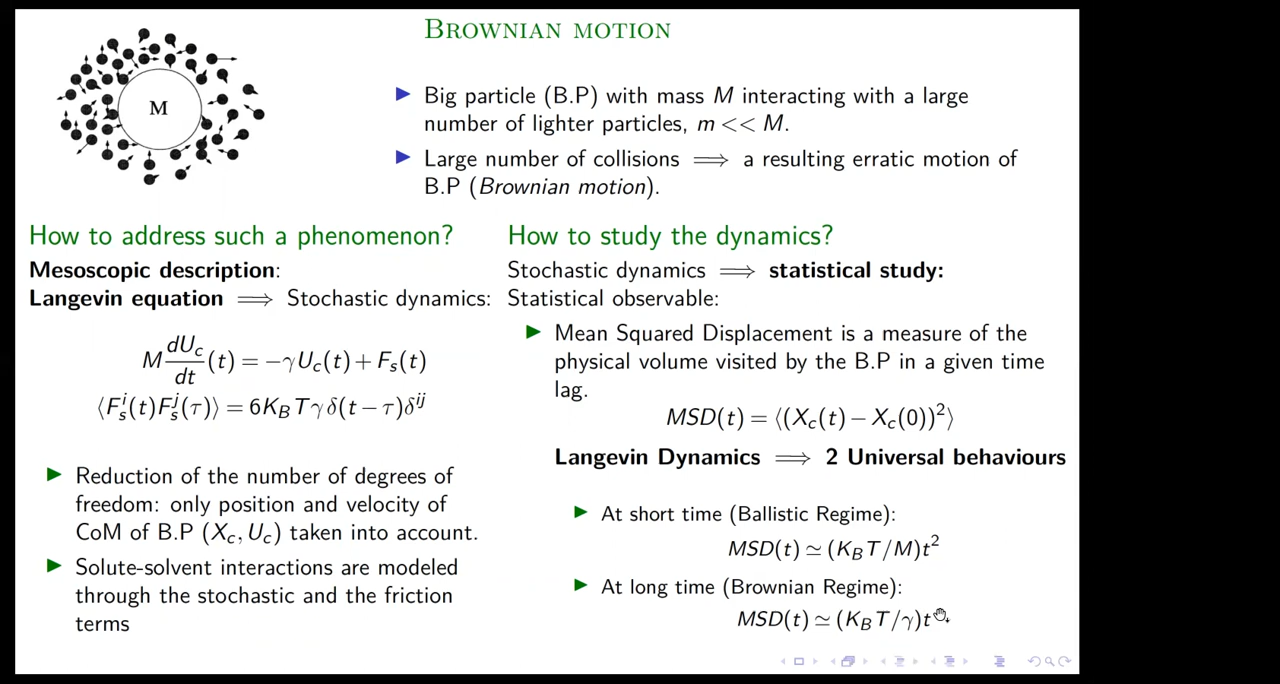 BROWNIAN MOTION
M
Big particle (B.P) with mass M interacting with a large
number of lighter particles, m << M.
Large number of collisions ⟹ a resulting erratic motion of
B.P (Brownian motion).
How to address such a phenomenon?
Mesoscopic description:
Langevin equation ⟹ Stochastic dynamics:
M dU_c/dt (t) = −γU_c(t) + F_s(t)
⟨F_s^i(t)F_s^j(τ)⟩ = 6K_B Tγδ(t − τ)δ^{ij}
Reduction of the number of degrees of
freedom: only position and velocity of
CoM of B.P (X_c, U_c) taken into account.
Solute-solvent interactions are modeled
through the stochastic and the friction
terms
How to study the dynamics?
Stochastic dynamics ⟹ statistical study:
Statistical observable:
Mean Squared Displacement is a measure of the
physical volume visited by the B.P in a given time
lag.
MSD(t) = ⟨(X_c(t) − X_c(0))²⟩
Langevin Dynamics ⟹ 2 Universal behaviours
At short time (Ballistic Regime):
MSD(t) ≃ (K_B T/M)t²
At long time (Brownian Regime):
MSD(t) ≃ (K_B T/γ)t